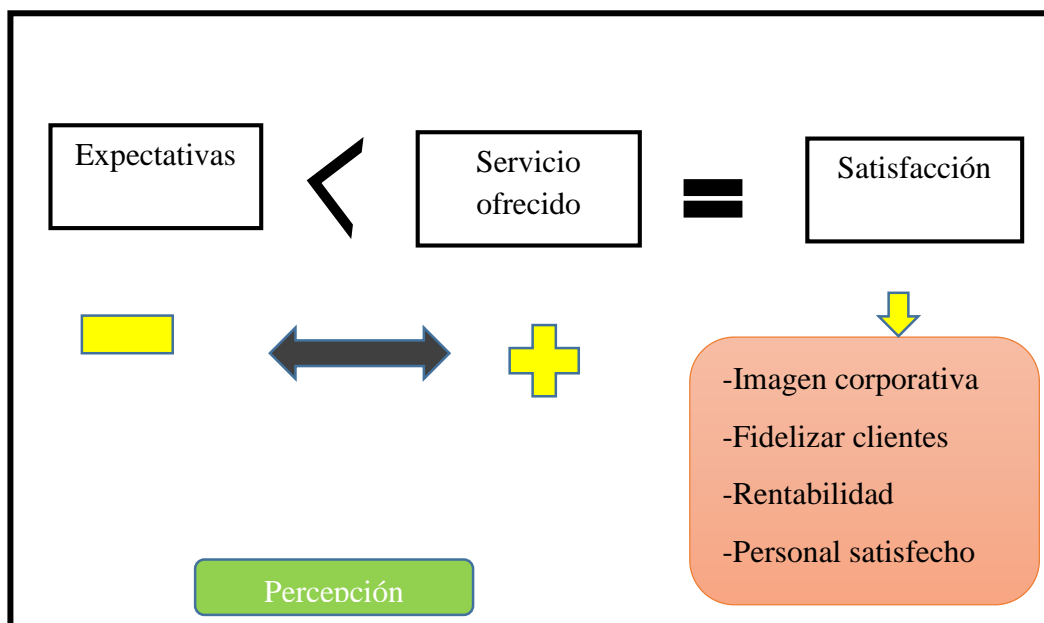 Expectativas
<
Servicio
ofrecido
=
Satisfacción
-Imagen corporativa
-Fidelizar clientes
-Rentabilidad
-Personal satisfecho
Percepción